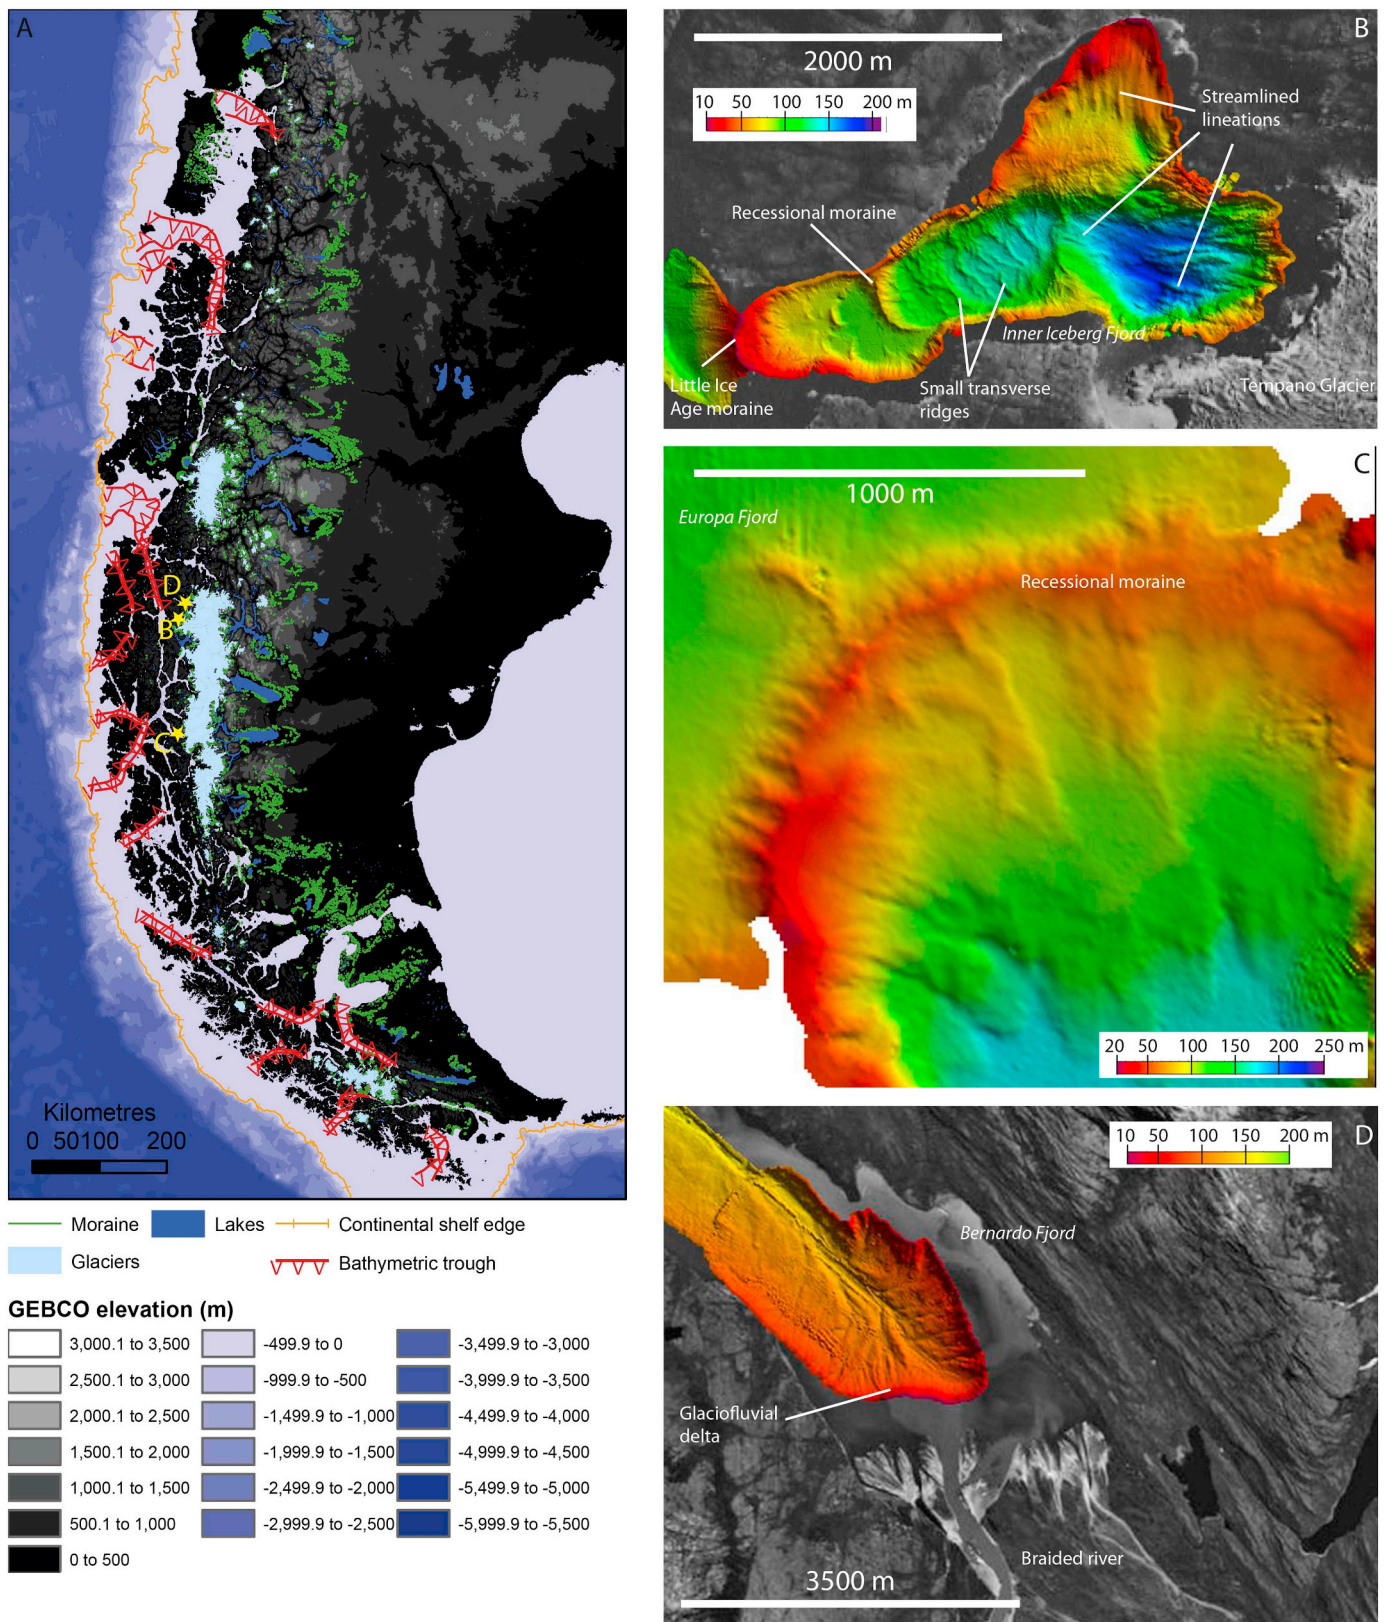 A
D
B
C
Kilometres
0 50100 200
Moraine
Lakes
Continental shelf edge
Glaciers
Bathymetric trough
GEBCO elevation (m)
3,000.1 to 3,500
-499.9 to 0
-3,499.9 to -3,000
2,500.1 to 3,000
-999.9 to -500
-3,999.9 to -3,500
2,000.1 to 2,500
-1,499.9 to -1,000
-4,499.9 to -4,000
1,500.1 to 2,000
-1,999.9 to -1,500
-4,999.9 to -4,500
1,000.1 to 1,500
-2,499.9 to -2,000
-5,499.9 to -5,000
500.1 to 1,000
-2,999.9 to -2,500
-5,999.9 to -5,500
0 to 500
B
2000 m
10 50 100 150 200 m
Streamlined
lineations
Recessional moraine
Inner Iceberg Fjord
Little Ice
Age moraine
Small transverse
ridges
Tempano Glacier
C
1000 m
Europa Fjord
Recessional moraine
20 50 100 150 200 250 m
D
10 50 100 150 200 m
Bernardo Fjord
Glaciofluvial
delta
Braided river
3500 m